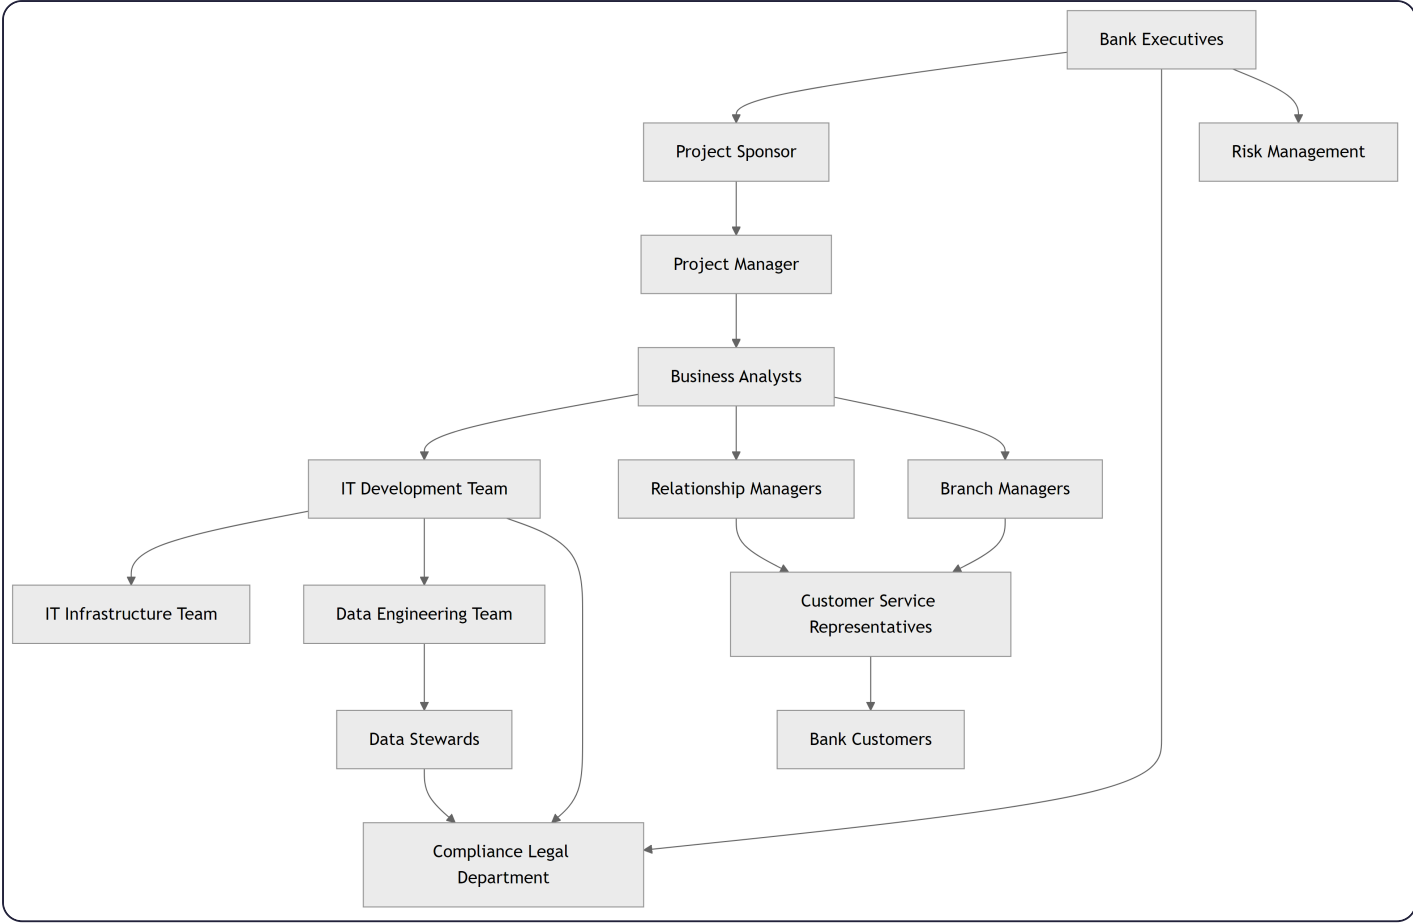 Bank Executives
Project Sponsor
Risk Management
Project Manager
Business Analysts
IT Development Team
Relationship Managers
Branch Managers
IT Infrastructure Team
Data Engineering Team
Customer Service
Representatives
Data Stewards
Bank Customers
Compliance Legal
Department